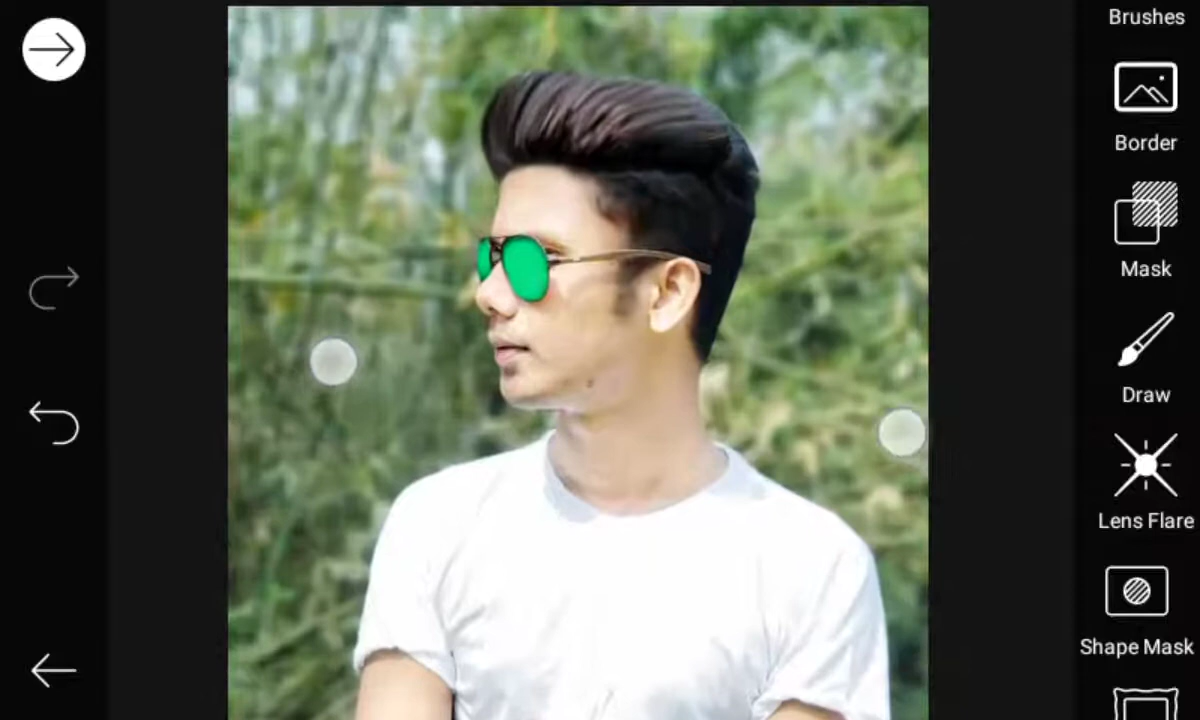 Brushes
Border
Mask
Draw
Lens Flare
Shape Mask